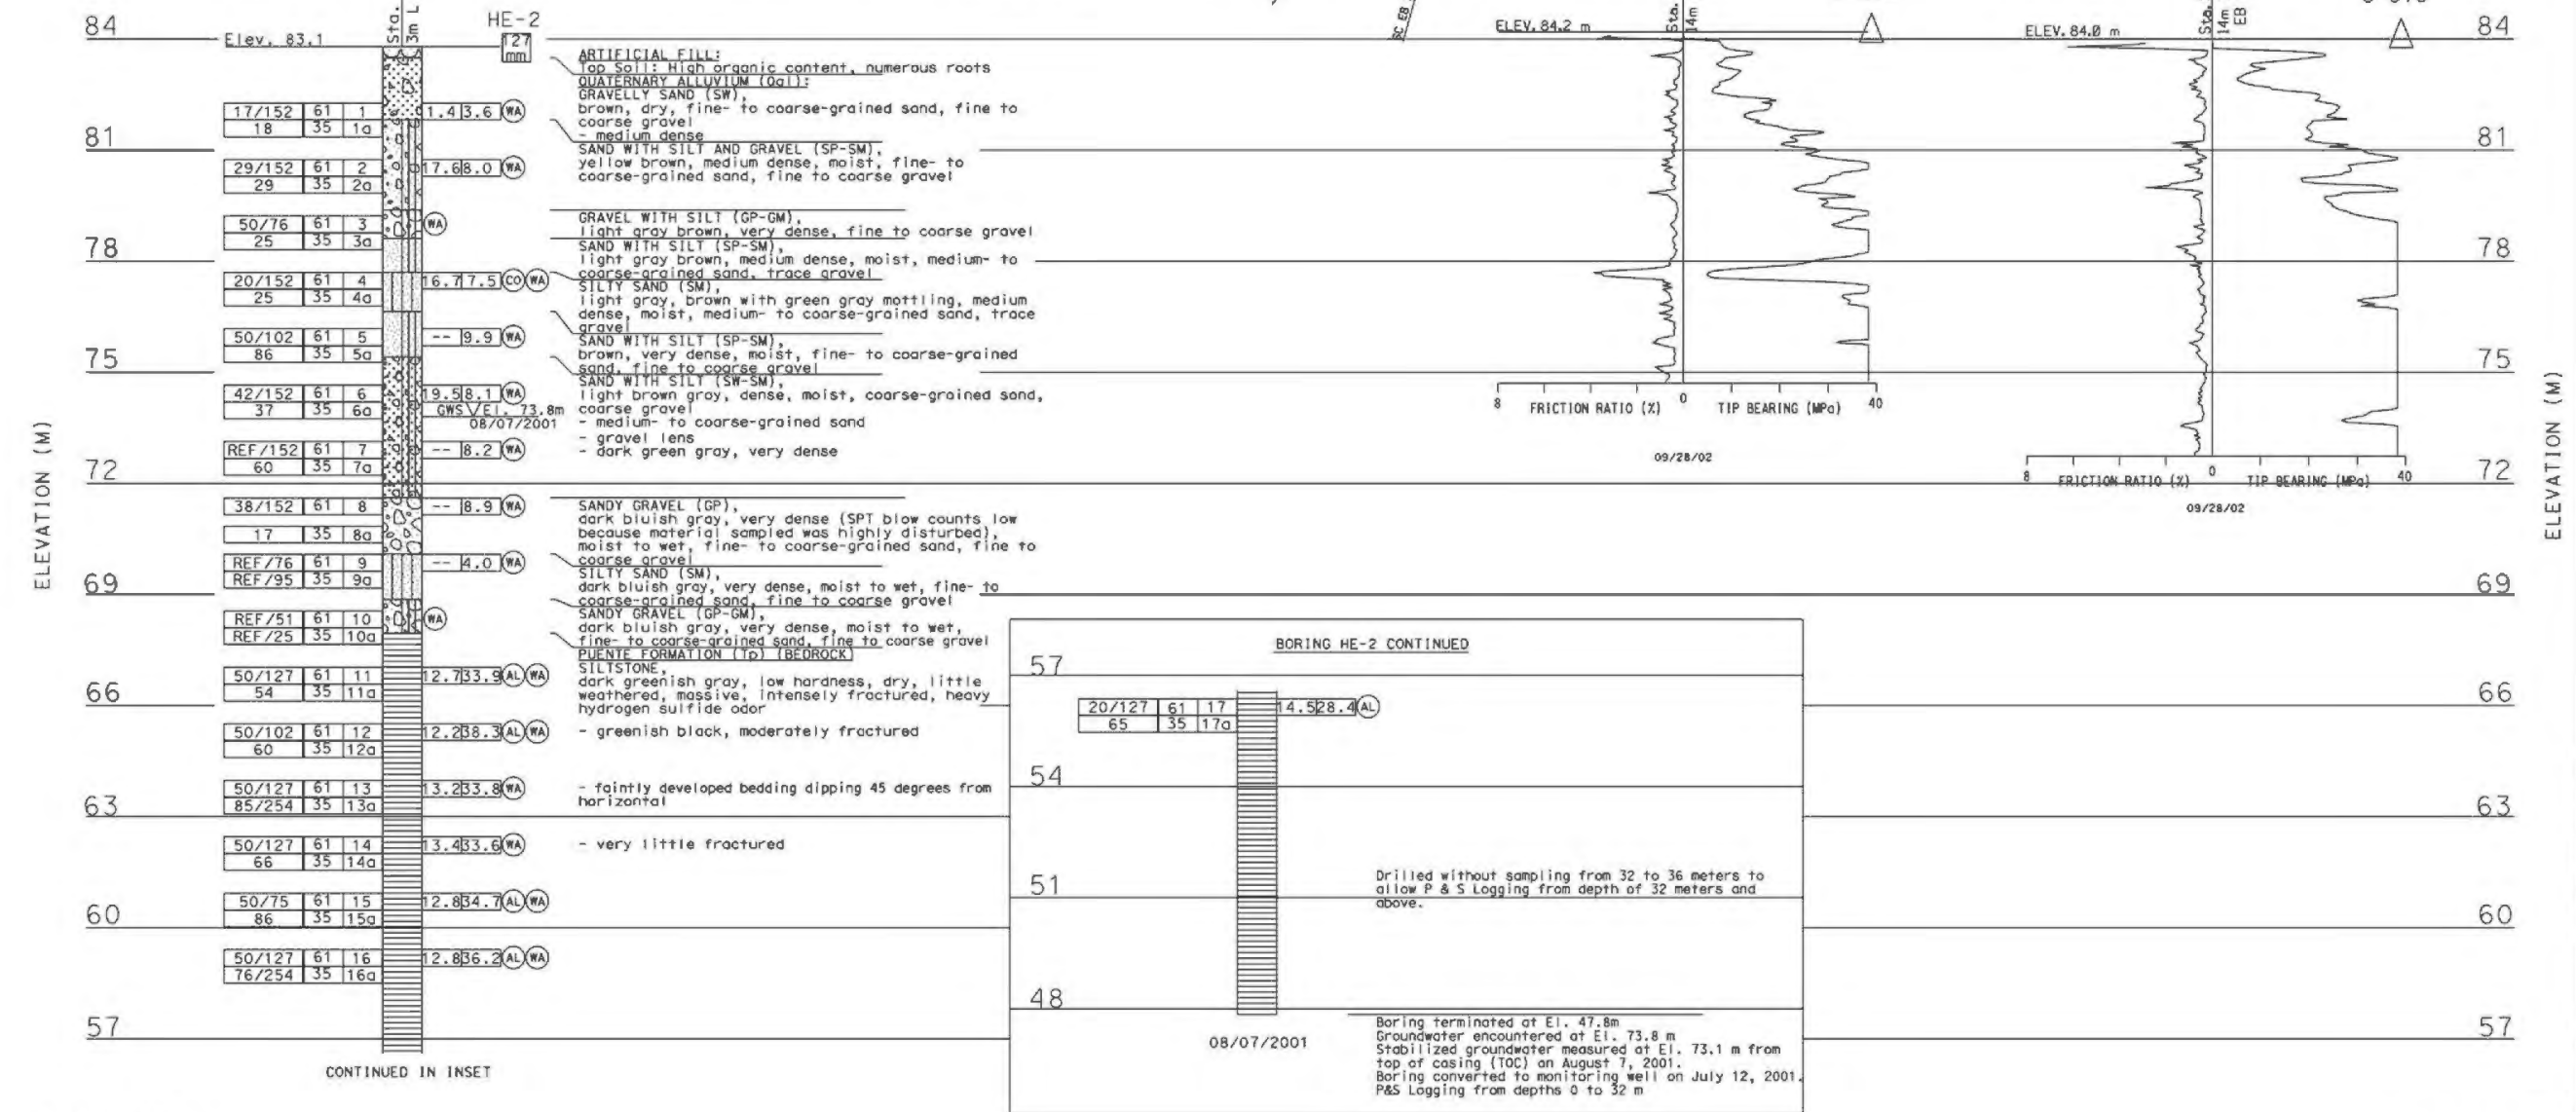 84
Elev. 83.1
Sta.
3m L
HE-2
127
mm
ARTIFICIAL FILL:
Top Soil: High organic content, numerous roots
QUATERNARY ALLUVIUM (Qal):
GRAVELLY SAND (SW),
brown, dry, fine- to coarse-grained sand, fine to
coarse gravel
- medium dense
17/152 61 1 1.4 3.6 WA
18 35 1a
81
SAND WITH SILT AND GRAVEL (SP-SM),
yellow brown, medium dense, moist, fine- to
coarse-grained sand, fine to coarse gravel
29/152 61 2 17.6 8.0 WA
29 35 2a
GRAVEL WITH SILT (GP-GM),
light gray brown, very dense, fine to coarse gravel
50/76 61 3 WA
25 35 3a
78
SAND WITH SILT (SP-SM),
light gray brown, medium dense, moist, medium- to
coarse-grained sand, trace gravel
20/152 61 4 16.7 7.5 CO WA
25 35 4a
SILTY SAND (SM),
light gray, brown with green gray mottling, medium
dense, moist, medium- to coarse-grained sand, trace
gravel
50/102 61 5 -- 9.9 WA
86 35 5a
SAND WITH SILT (SP-SM),
brown, very dense, moist, fine- to coarse-grained
sand, fine to coarse gravel
75
SAND WITH SILT (SW-SM),
light brown gray, dense, moist, coarse-grained sand,
coarse gravel
- medium- to coarse-grained sand
- gravel lens
- dark green gray, very dense
42/152 61 6 19.5 8.1 WA
37 35 6a
GWS El. 73.8m
08/07/2001
REF/152 61 7 -- 8.2 WA
60 35 7a
72
38/152 61 8 -- 8.9 WA
17 35 8a
SANDY GRAVEL (GP),
dark bluish gray, very dense (SPT blow counts low
because material sampled was highly disturbed),
moist to wet, fine- to coarse-grained sand, fine to
coarse gravel
REF/76 61 9 -- 4.0 WA
REF/95 35 9a
SILTY SAND (SM),
dark bluish gray, very dense, moist to wet, fine- to
coarse-grained sand, fine to coarse gravel
69
REF/51 61 10 WA
REF/25 35 10a
SANDY GRAVEL (GP-GM),
dark bluish gray, very dense, moist to wet,
fine- to coarse-grained sand, fine to coarse gravel
PUENTE FORMATION (Tp) (BEDROCK)
SILTSTONE,
dark greenish gray, low hardness, dry, little
weathered, massive, intensely fractured, heavy
hydrogen sulfide odor
50/127 61 11 12.7 33.9 AL WA
54 35 11a
66
50/102 61 12 12.2 38.3 AL WA
60 35 12a
- greenish black, moderately fractured
50/127 61 13 13.2 33.8 WA
85/254 35 13a
- faintly developed bedding dipping 45 degrees from
horizontal
63
50/127 61 14 13.4 33.6 WA
66 35 14a
- very little fractured
50/75 61 15 12.8 34.7 AL WA
86 35 15a
60
50/127 61 16 12.8 36.2 AL WA
76/254 35 16a
57
CONTINUED IN INSET
ELEVATION (M)
BORING HE-2 CONTINUED
57
20/127 61 17 14.5 28.4 AL
65 35 17a
54
51
Drilled without sampling from 32 to 36 meters to
allow P & S Logging from depth of 32 meters and
above.
48
08/07/2001
Boring terminated at El. 47.8m
Groundwater encountered at El. 73.8 m
Stabilized groundwater measured at El. 73.1 m from
top of casing (TOC) on August 7, 2001.
Boring converted to monitoring well on July 12, 2001.
P&S Logging from depths 0 to 32 m
ELEV. 84.2 m
Sta.
14m
8 FRICTION RATIO (%) 0 TIP BEARING (MPa) 40
09/28/02
ELEV. 84.0 m
Sta.
14m
EB
8 FRICTION RATIO (%) 0 TIP BEARING (MPa) 40
09/28/02
84
81
78
75
72
69
66
63
60
57
ELEVATION (M)